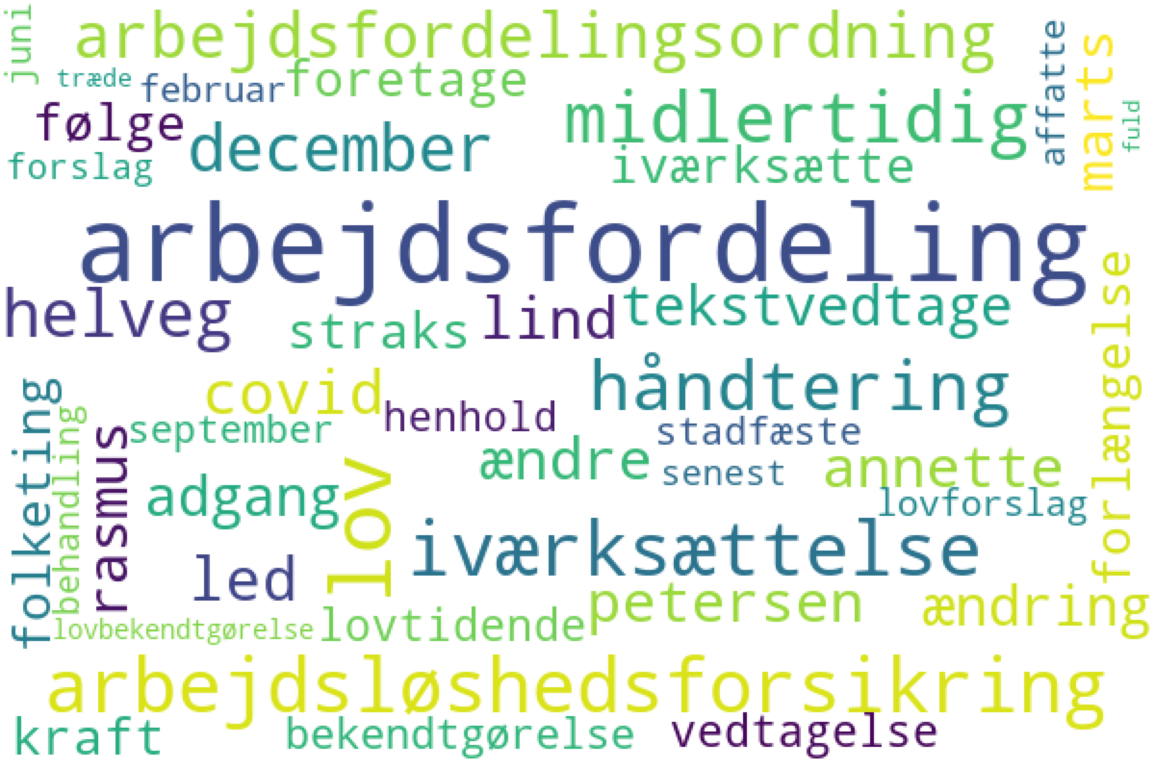 juni
arbejdsfordelingsordning
affatte
marts
træde
februar
foretage
midlertidig
fuld
følge
december
forslag
iværksætte
arbejdsfordeling
helveg
straks
lind
tekstvedtage
forlængelse
covid
henhold
håndtering
folketing
behandling
rasmus
september
lov
ændre
stadfæste
senest
annette
adgang
lovforslag
led
iværksættelse
petersen
ændring
lovbekendtgørelse
lovtidende
arbejdsløshedsforsikring
kraft
bekendtgørelse
vedtagelse